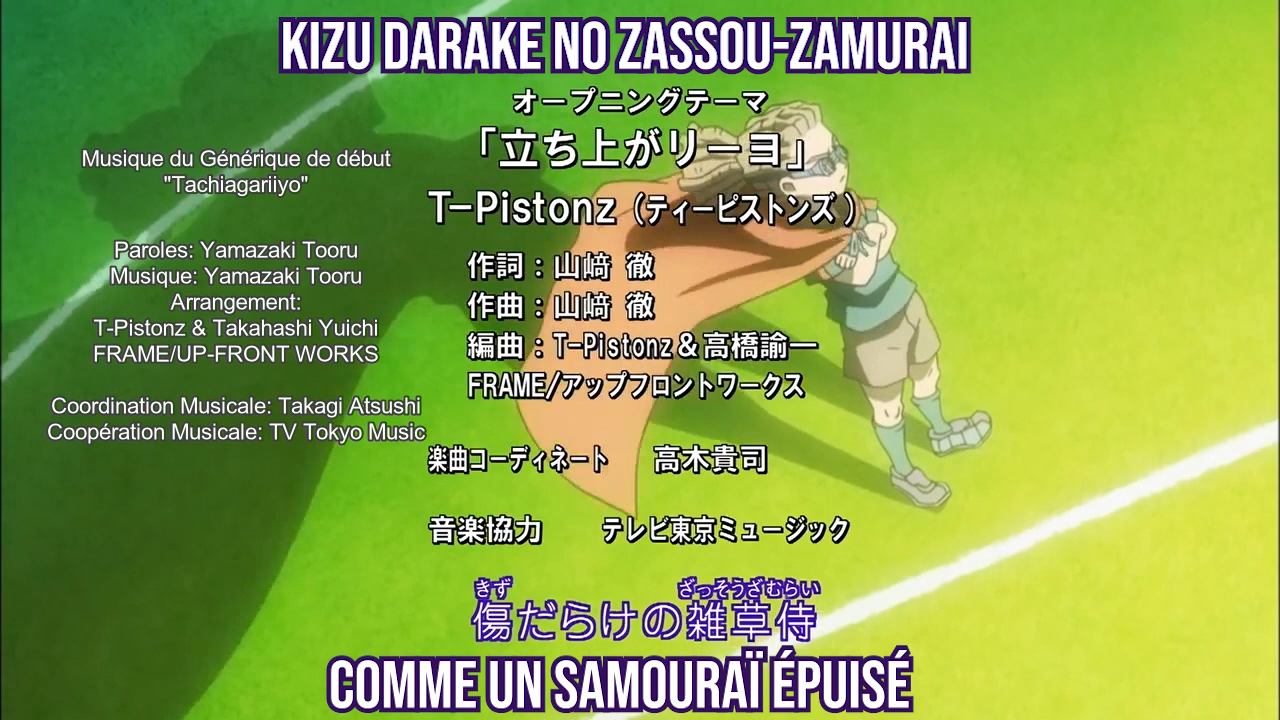 KIZU DARAKE NO ZASSOU-ZAMURAI
オープニングテーマ
「立ち上がリーヨ」
T-Pistonz (ティーピストンズ)
作詞:山﨑 徹
作曲:山﨑 徹
編曲:T-Pistonz&高橋諭一
FRAME/アップフロントワークス
楽曲コーディネート 高木貴司
音楽協力 テレビ東京ミュージック
Musique du Générique de début
"Tachiagariiyo"
Paroles: Yamazaki Tooru
Musique: Yamazaki Tooru
Arrangement:
T-Pistonz & Takahashi Yuichi
FRAME/UP-FRONT WORKS
Coordination Musicale: Takagi Atsushi
Coopération Musicale: TV Tokyo Music
きず ざっそうざむらい
傷だらけの雑草侍
COMME UN SAMOURAÏ ÉPUISÉ